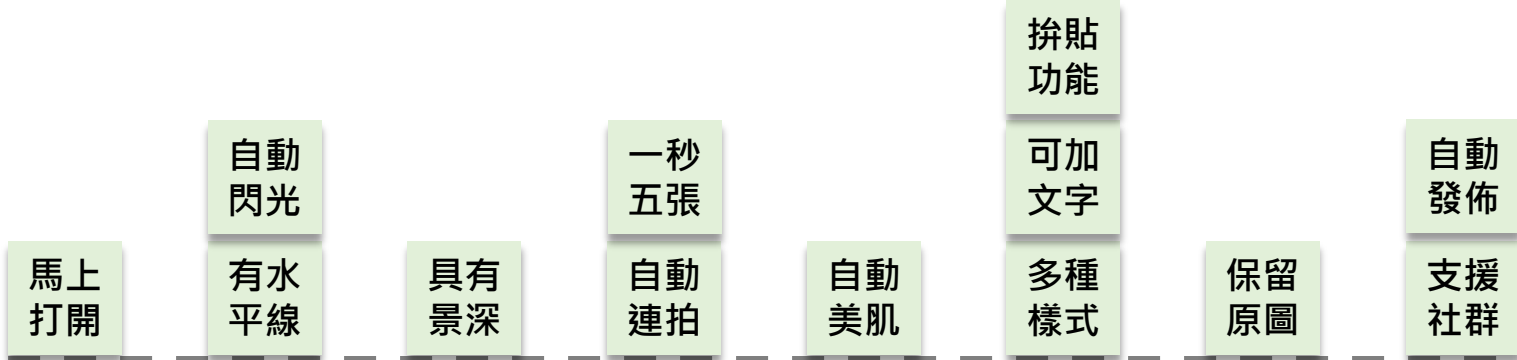 拚貼
功能
自動
閃光
一秒
五張
可加
文字
自動
發佈
馬上
打開
有水
平線
具有
景深
自動
連拍
自動
美肌
多種
樣式
保留
原圖
支援
社群